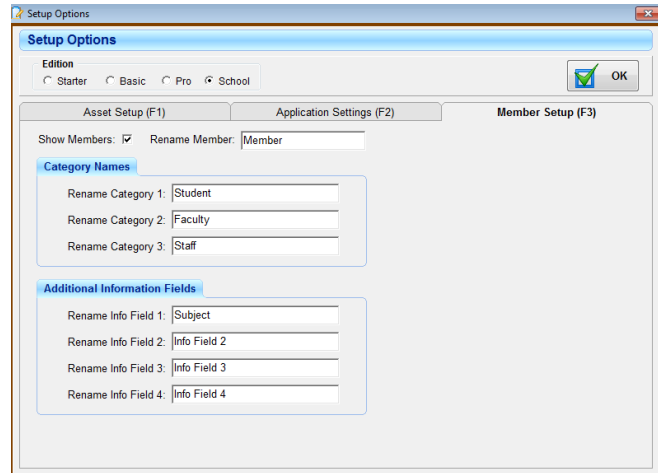 Setup Options
Setup Options
Edition
Starter Basic Pro School
OK
Asset Setup (F1) Application Settings (F2) Member Setup (F3)
Show Members: Rename Member: Member
Category Names
Rename Category 1: Student
Rename Category 2: Faculty
Rename Category 3: Staff
Additional Information Fields
Rename Info Field 1: Subject
Rename Info Field 2: Info Field 2
Rename Info Field 3: Info Field 3
Rename Info Field 4: Info Field 4